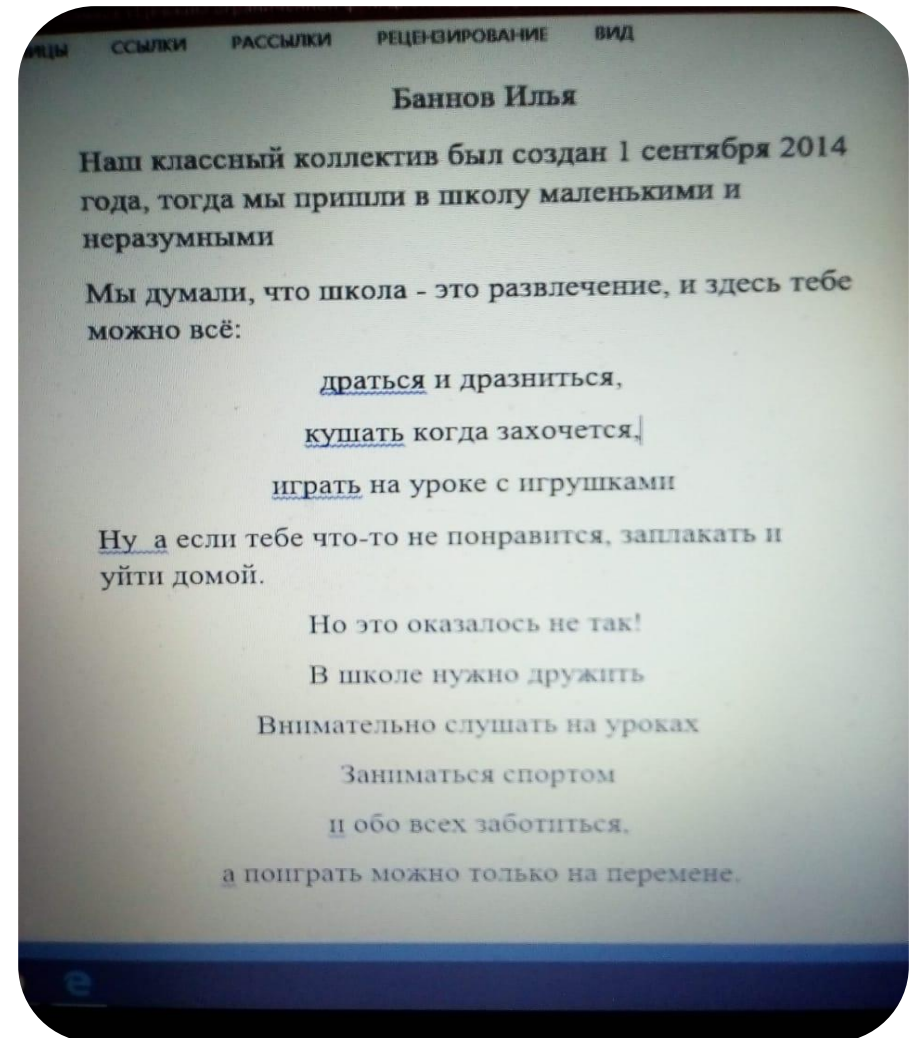 ССЫЛКИ РАССЫЛКИ РЕЦЕНЗИРОВАНИЕ ВИД
Баннов Илья
Наш классный коллектив был создан 1 сентября 2014
года, тогда мы пришли в школу маленькими и
неразумными
Мы думали, что школа - это развлечение, и здесь тебе
можно всё:
драться и дразниться,
кушать когда захочется,
играть на уроке с игрушками
Ну  а если тебе что-то не понравится, заплакать и
уйти домой.
Но это оказалось не так!
В школе нужно дружить
Внимательно слушать на уроках
Заниматься спортом
и обо всех заботиться,
а поиграть можно только на перемене.